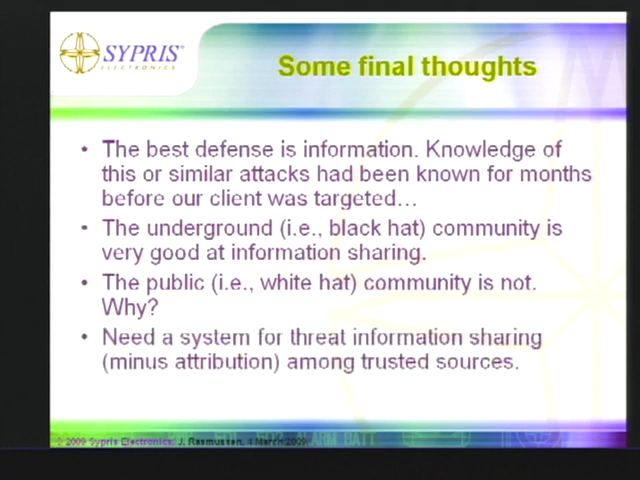 SYPRIS®
ELECTRONICS
Some final thoughts
• The best defense is information. Knowledge of
this or similar attacks had been known for months
before our client was targeted…
• The underground (i.e., black hat) community is
very good at information sharing.
• The public (i.e., white hat) community is not.
Why?
• Need a system for threat information sharing
(minus attribution) among trusted sources.
© 2009 Sypris Electronics; J. Rasmussen, 4 March 2009